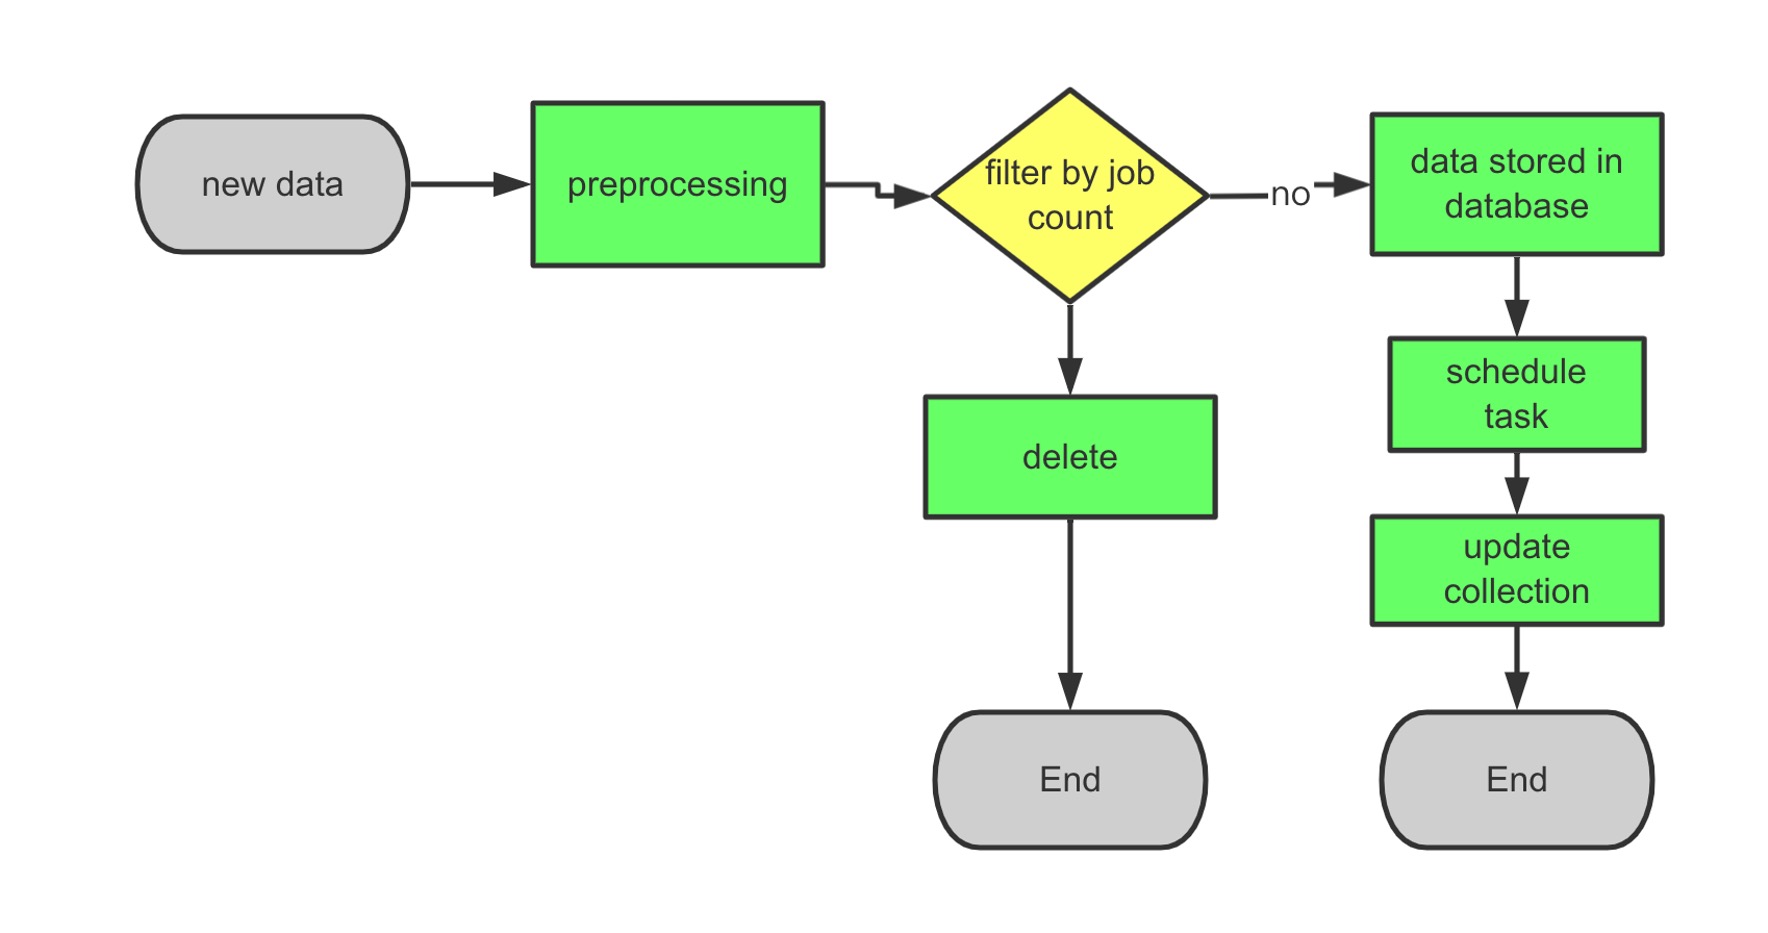 new data
preprocessing
filter by job
count
no
data stored in
database
schedule
task
delete
update
collection
End
End